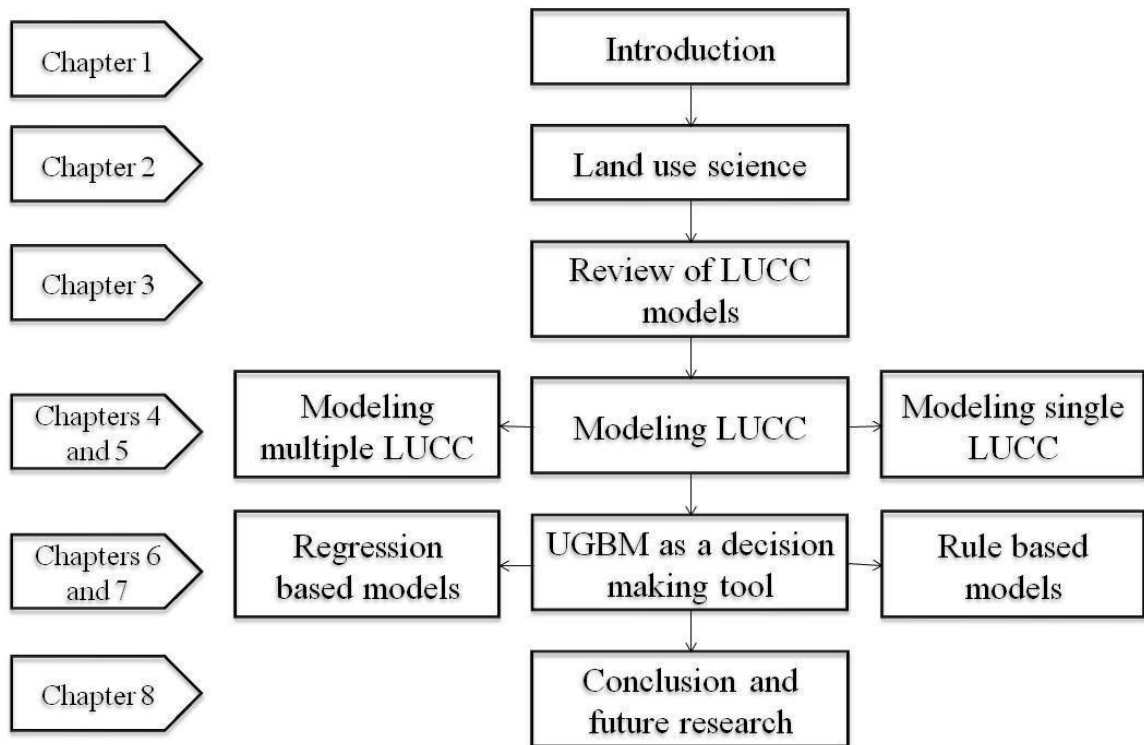 Chapter 1
Introduction
Chapter 2
Land use science
Chapter 3
Review of LUCC
models
Chapters 4
and 5
Modeling
multiple LUCC
Modeling LUCC
Modeling single
LUCC
Chapters 6
and 7
Regression
based models
UGBM as a decision
making tool
Rule based
models
Chapter 8
Conclusion and
future research